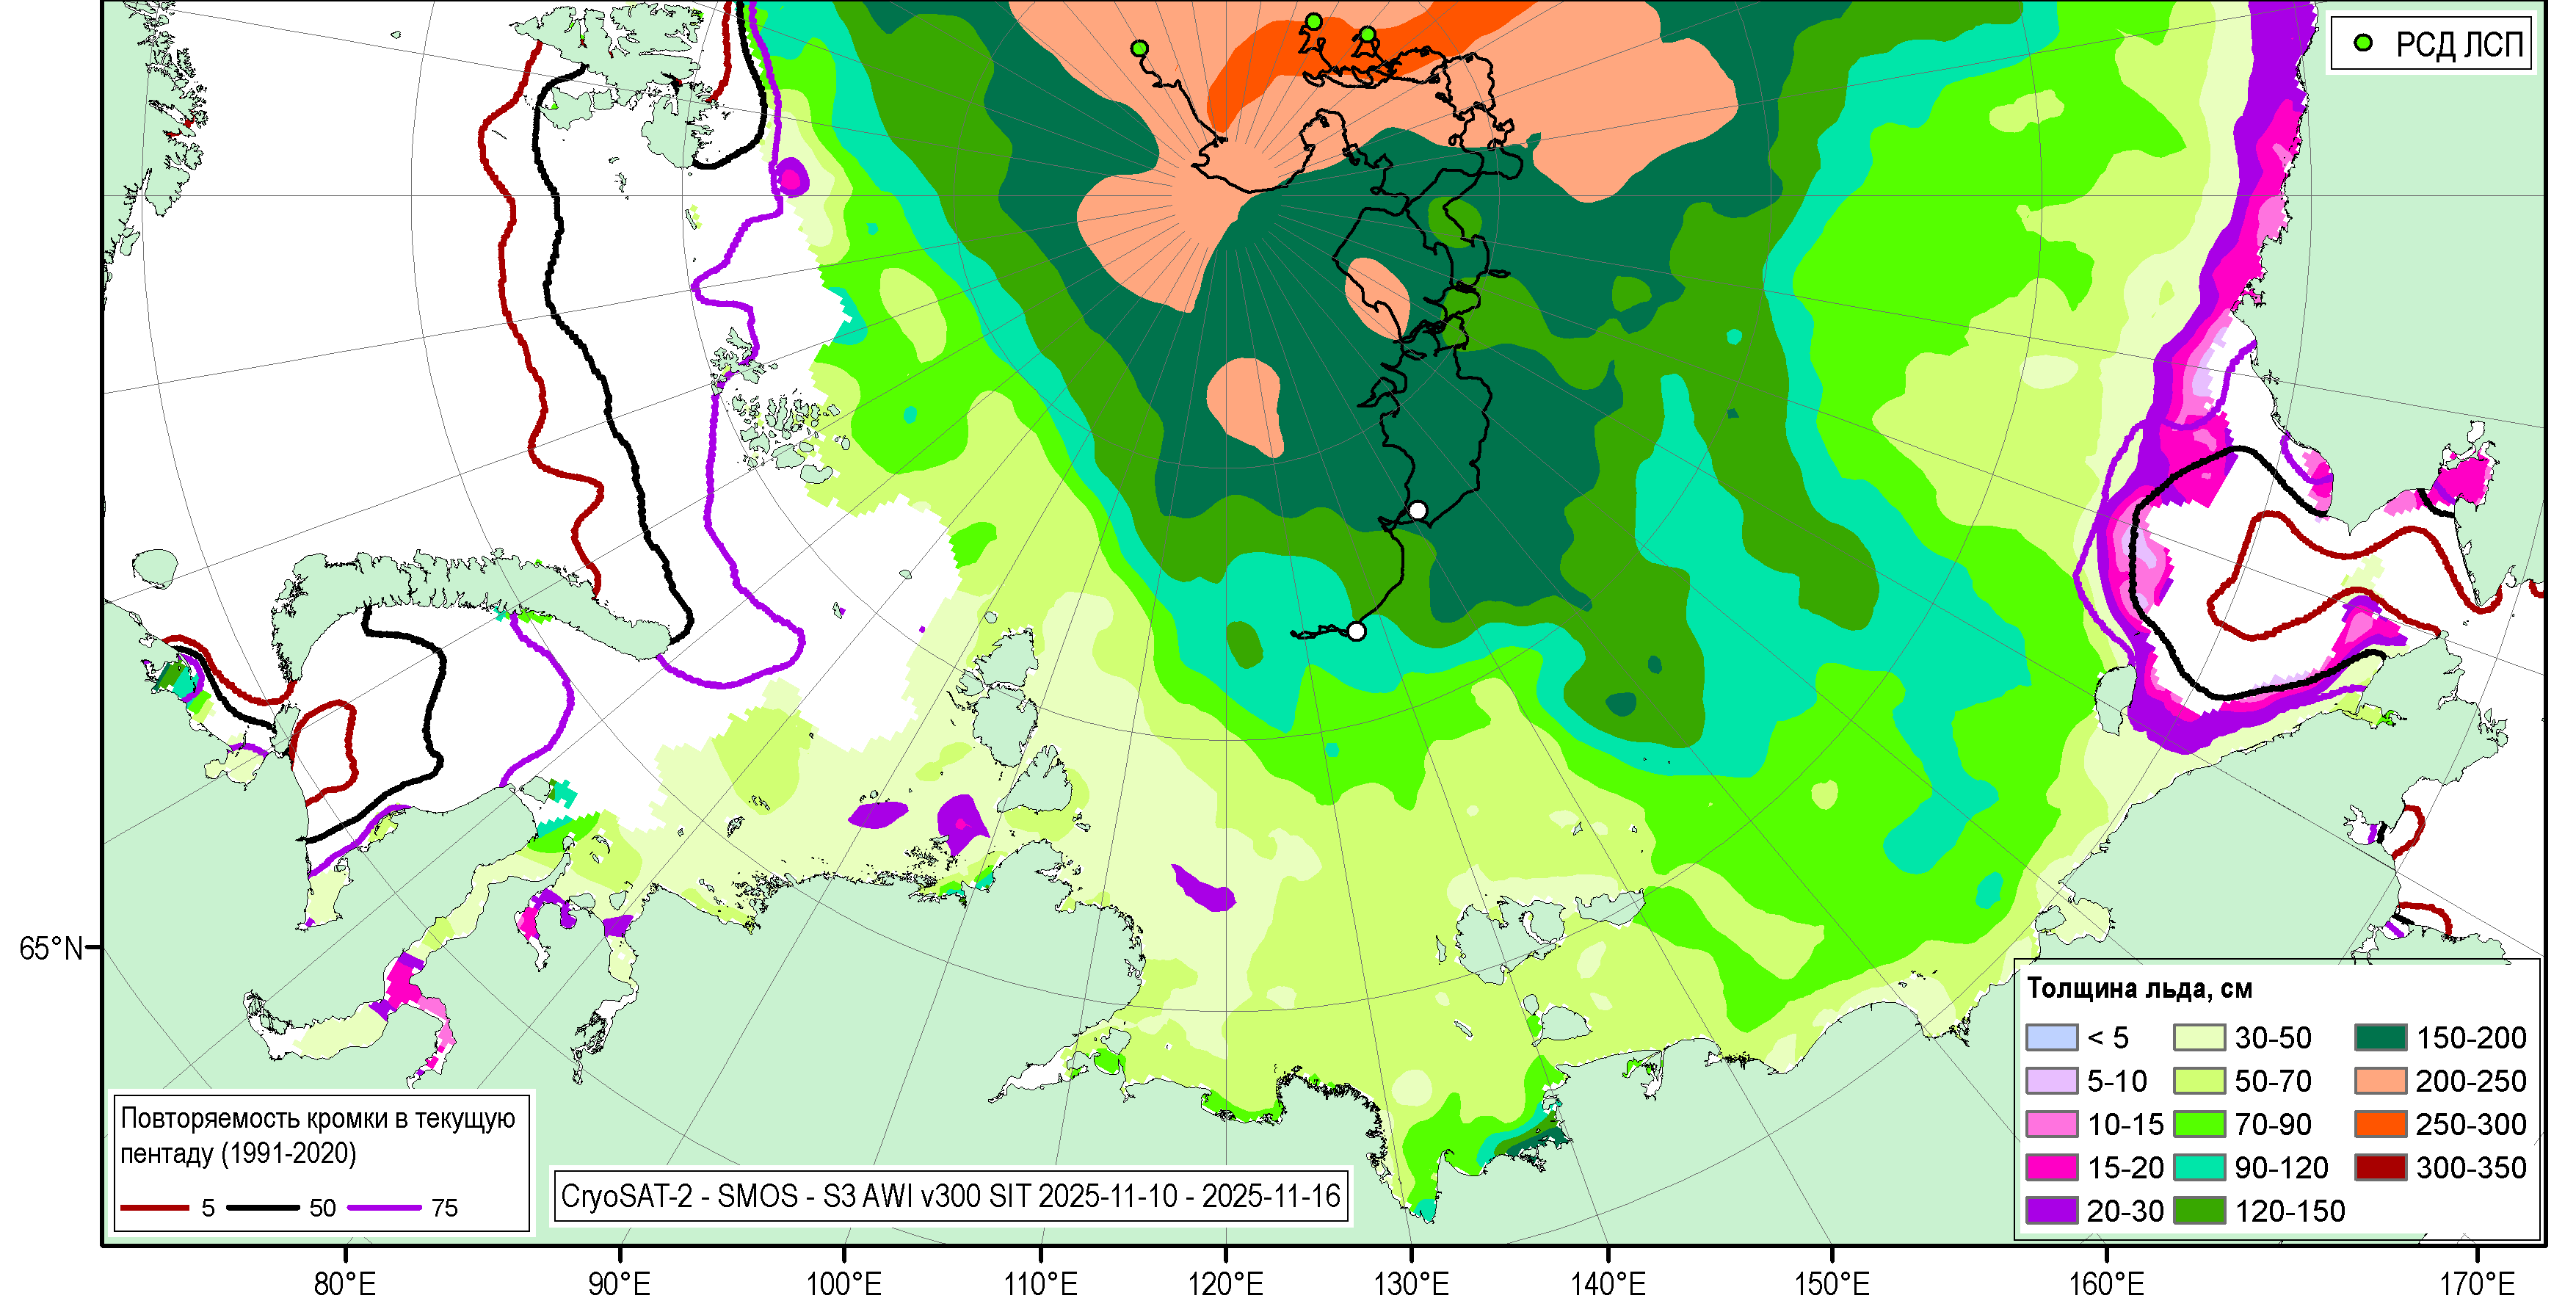 РСД ЛСП
65°N
Толщина льда, см
< 5
30-50
150-200
5-10
50-70
200-250
10-15
70-90
250-300
15-20
90-120
300-350
20-30
120-150
Повторяемость кромки в текущую
пентаду (1991-2020)
5 50 75
CryoSAT-2 - SMOS - S3 AWI v300 SIT 2025-11-10 - 2025-11-16
80°E 90°E 100°E 110°E 120°E 130°E 140°E 150°E 160°E 170°E